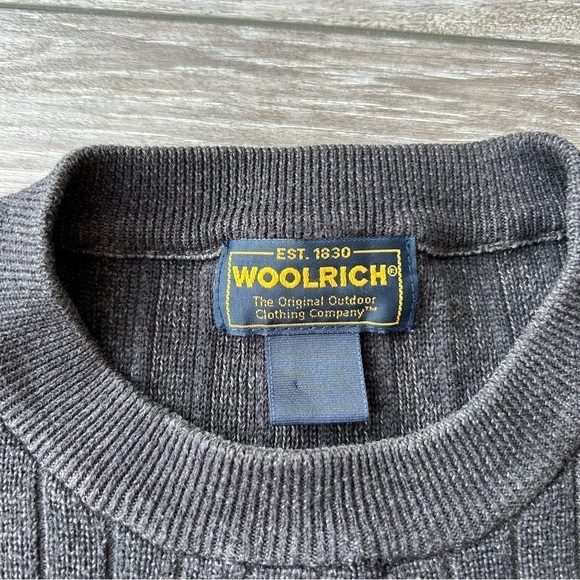 EST. 1830
WOOLRICH®
The Original Outdoor
Clothing Company™